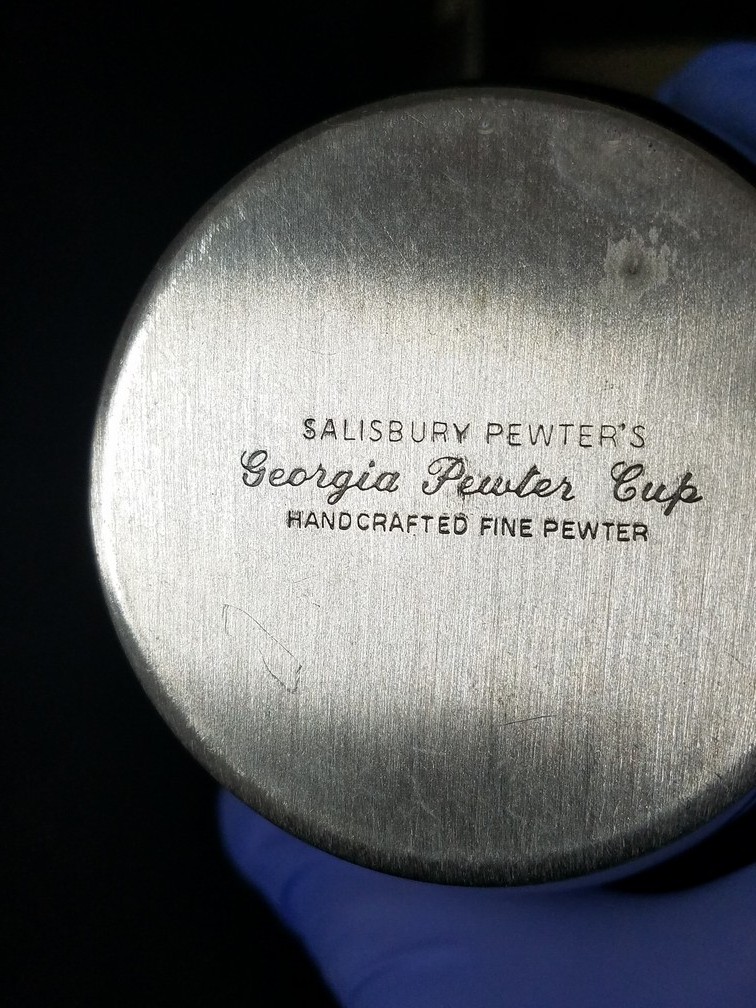 SALISBURY PEWTER'S
Georgia Pewter Cup
HANDCRAFTED FINE PEWTER